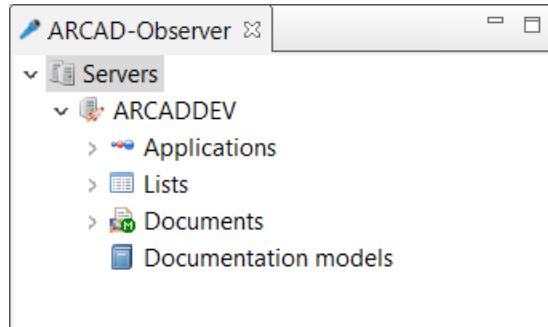 ARCAD-Observer
Servers
ARCADDEV
Applications
Lists
Documents
Documentation models